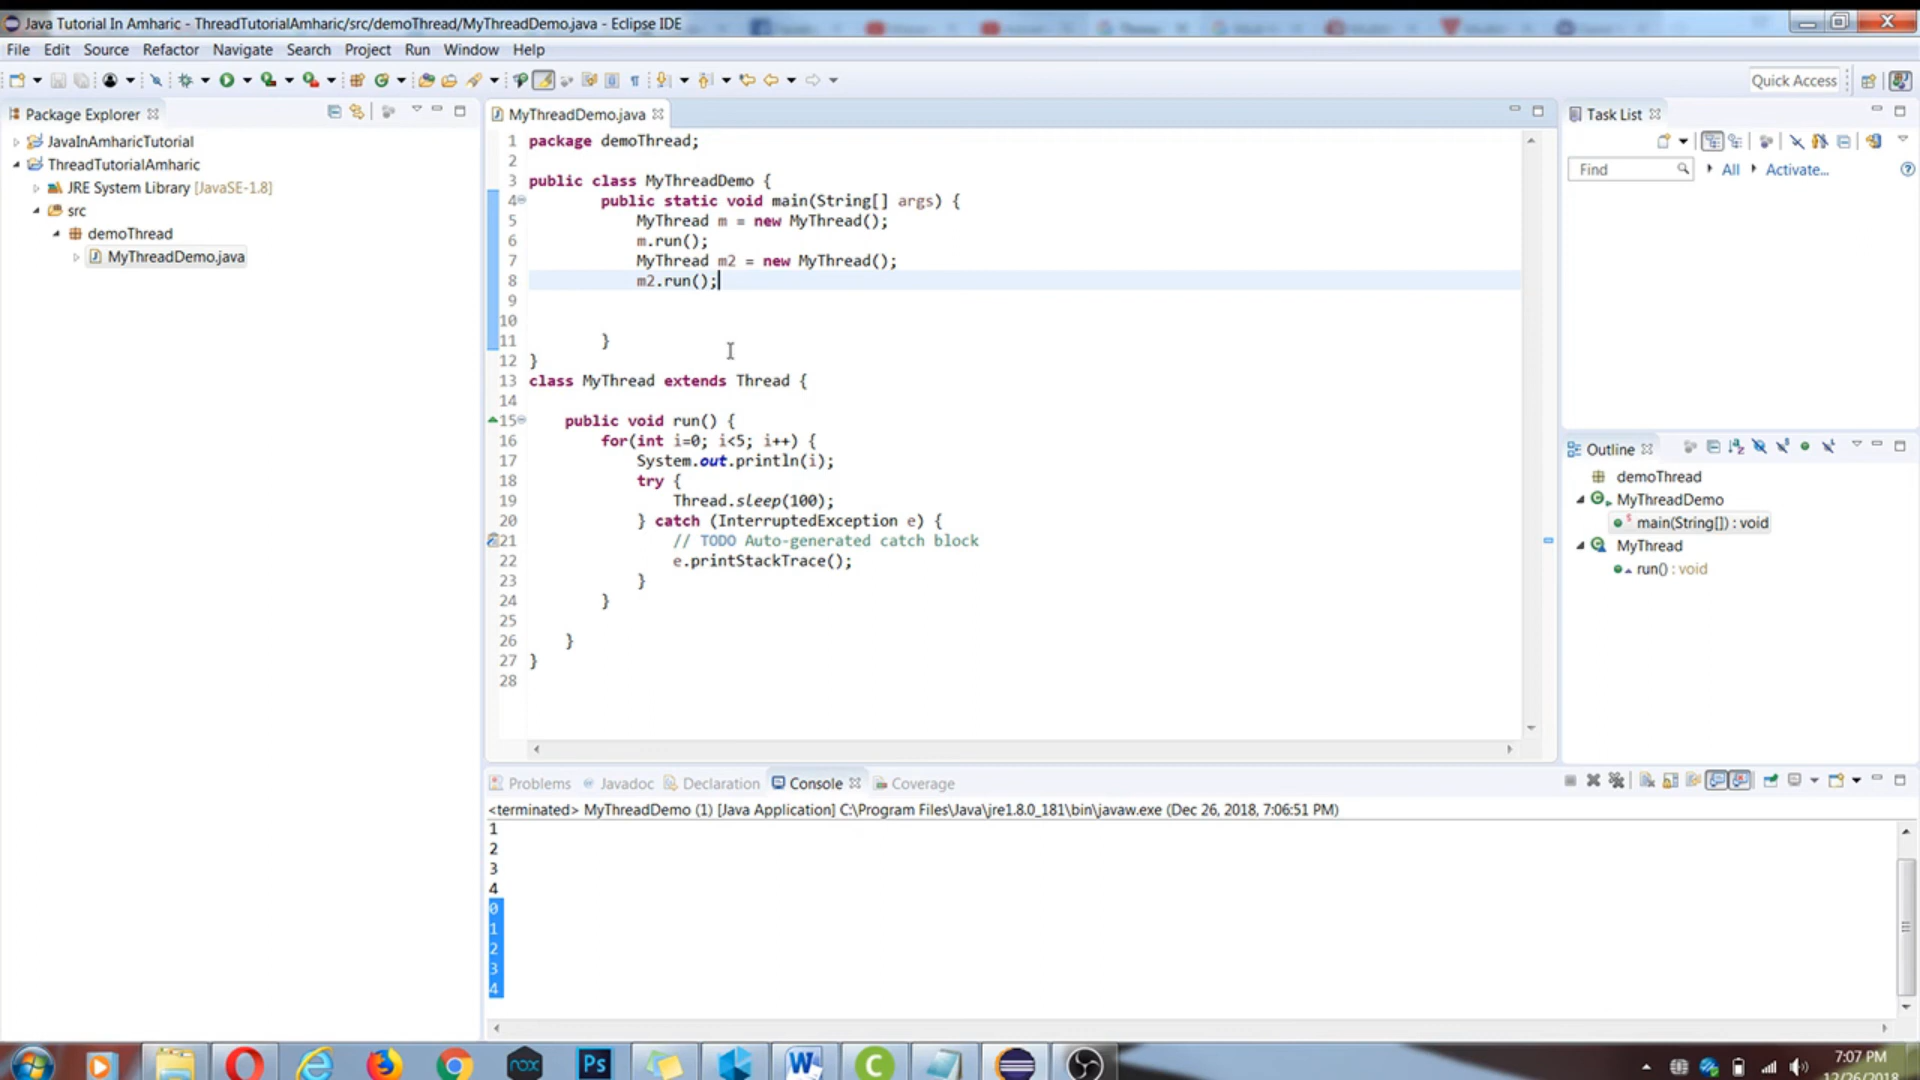 Java Tutorial In Amharic - ThreadTutorialAmharic/src/demoThread/MyThreadDemo.java - Eclipse IDE
File Edit Source Refactor Navigate Search Project Run Window Help
Quick Access
Package Explorer
JavaInAmharicTutorial
ThreadTutorialAmharic
JRE System Library [JavaSE-1.8]
src
demoThread
MyThreadDemo.java
MyThreadDemo.java
1 package demoThread;
2
3 public class MyThreadDemo {
4 public static void main(String[] args) {
5 MyThread m = new MyThread();
6 m.run();
7 MyThread m2 = new MyThread();
8 m2.run();
9
10
11 }
12 }
13 class MyThread extends Thread {
14
15 public void run() {
16 for(int i=0; i<5; i++) {
17 System.out.println(i);
18 try {
19 Thread.sleep(100);
20 } catch (InterruptedException e) {
21 // TODO Auto-generated catch block
22 e.printStackTrace();
23 }
24 }
25
26 }
27 }
28
Task List
Find All Activate...
Outline
demoThread
MyThreadDemo
main(String[]) : void
MyThread
run() : void
Problems Javadoc Declaration Console Coverage
<terminated> MyThreadDemo (1) [Java Application] C:\Program Files\Java\jre1.8.0_181\bin\javaw.exe (Dec 26, 2018, 7:06:51 PM)
1
2
3
4
0
1
2
3
4
nox Ps W C
7:07 PM
12/26/2018